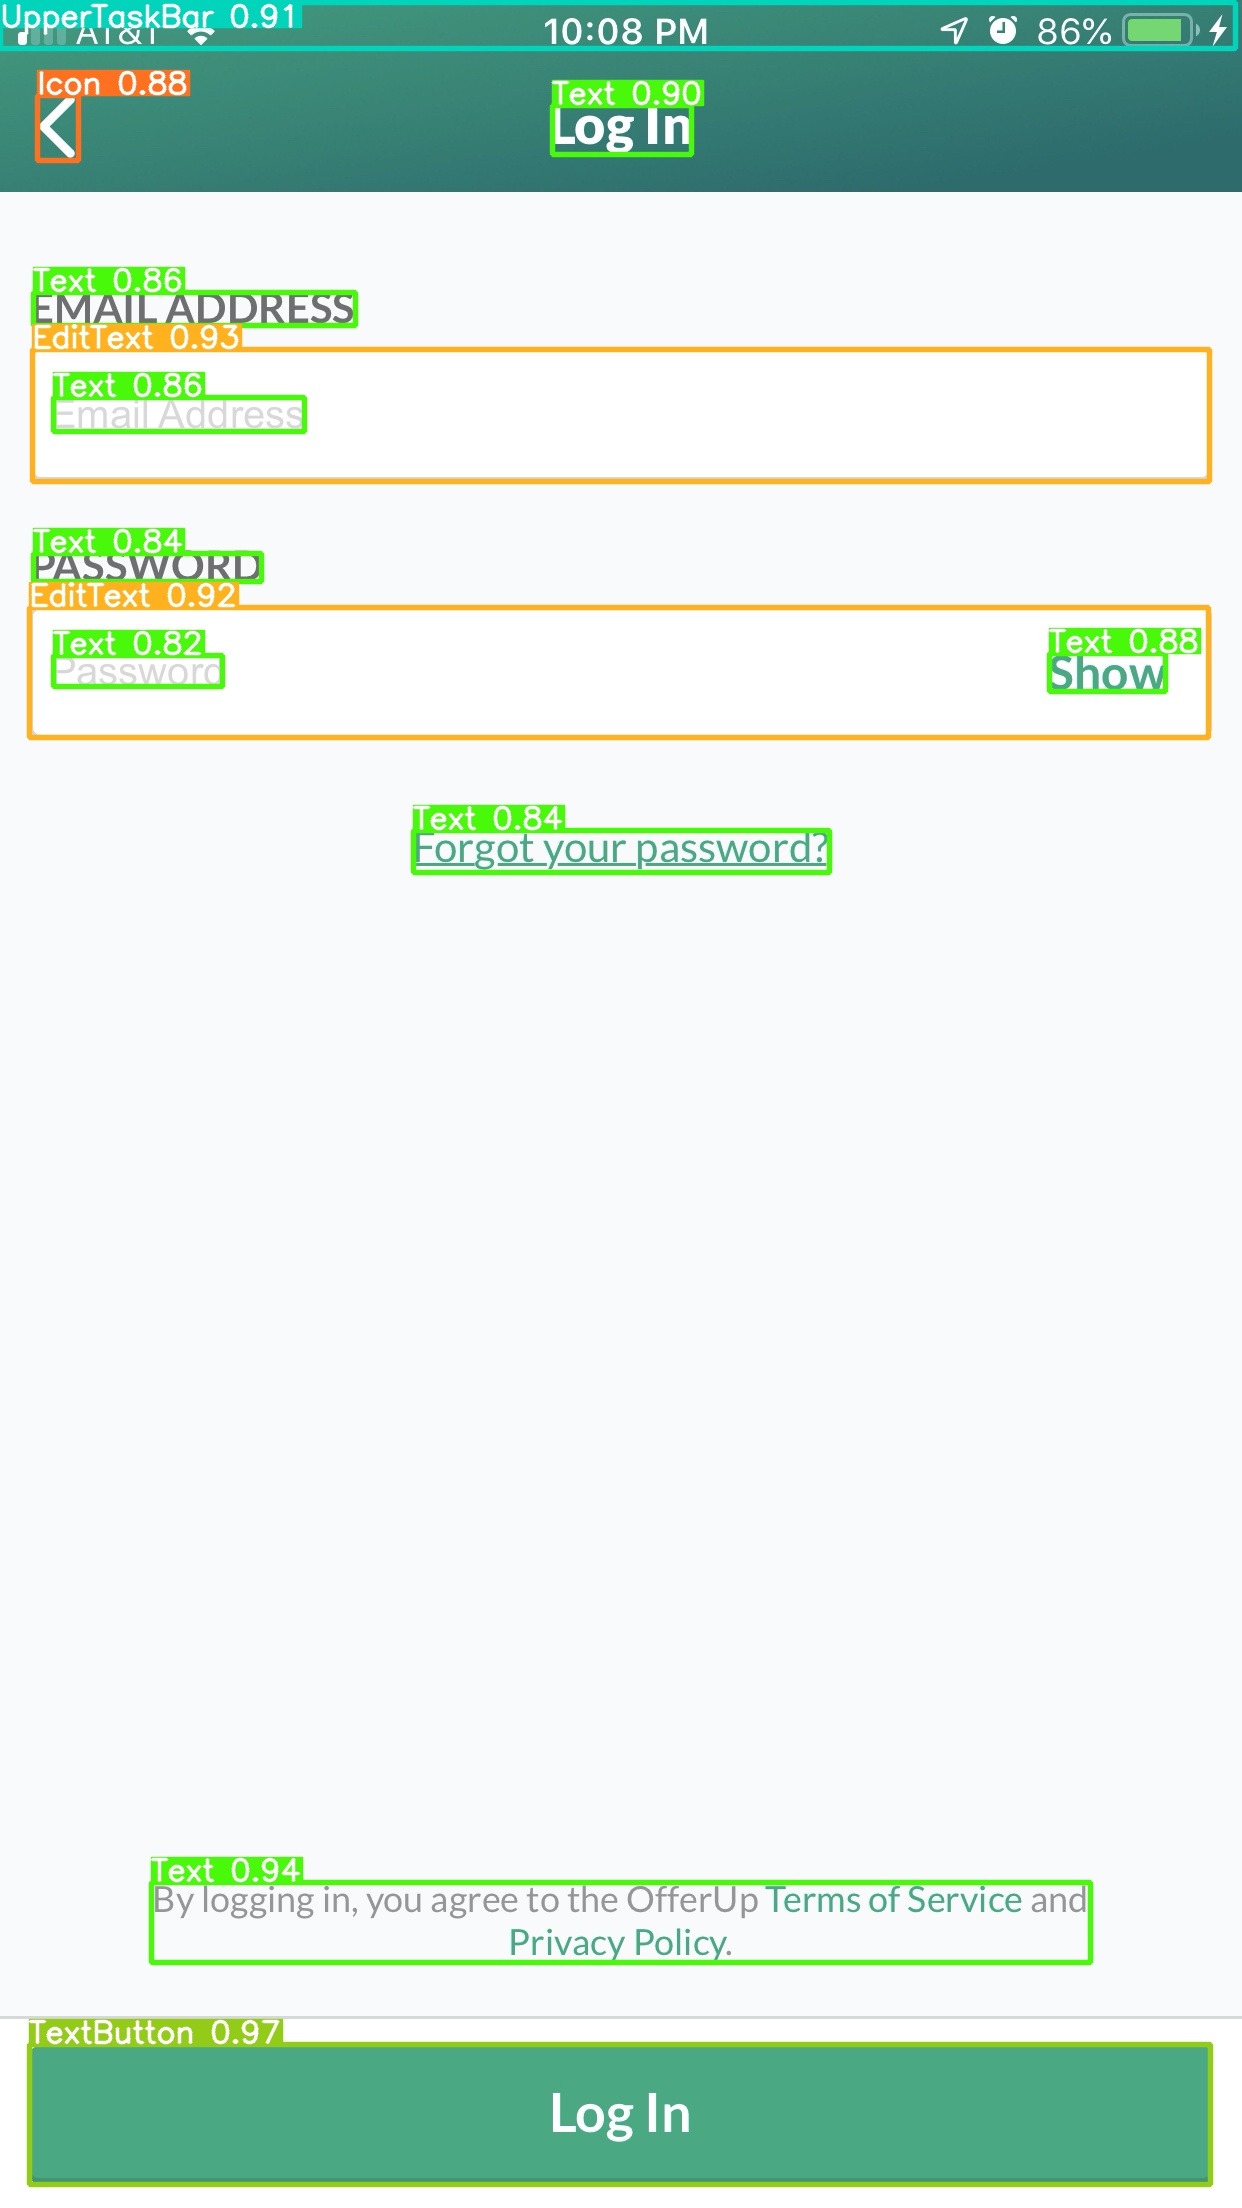 UpperTaskBar 0.91
AT&T 10:08 PM 86%
Icon 0.88
Text 0.90
Log In
Text 0.86
EMAIL ADDRESS
EditText 0.93
Text 0.86
Email Address
Text 0.84
PASSWORD
EditText 0.92
Text 0.82 Text 0.88
Password Show
Text 0.84
Forgot your password?
Text 0.94
By logging in, you agree to the OfferUp Terms of Service and
Privacy Policy.
TextButton 0.97
Log In